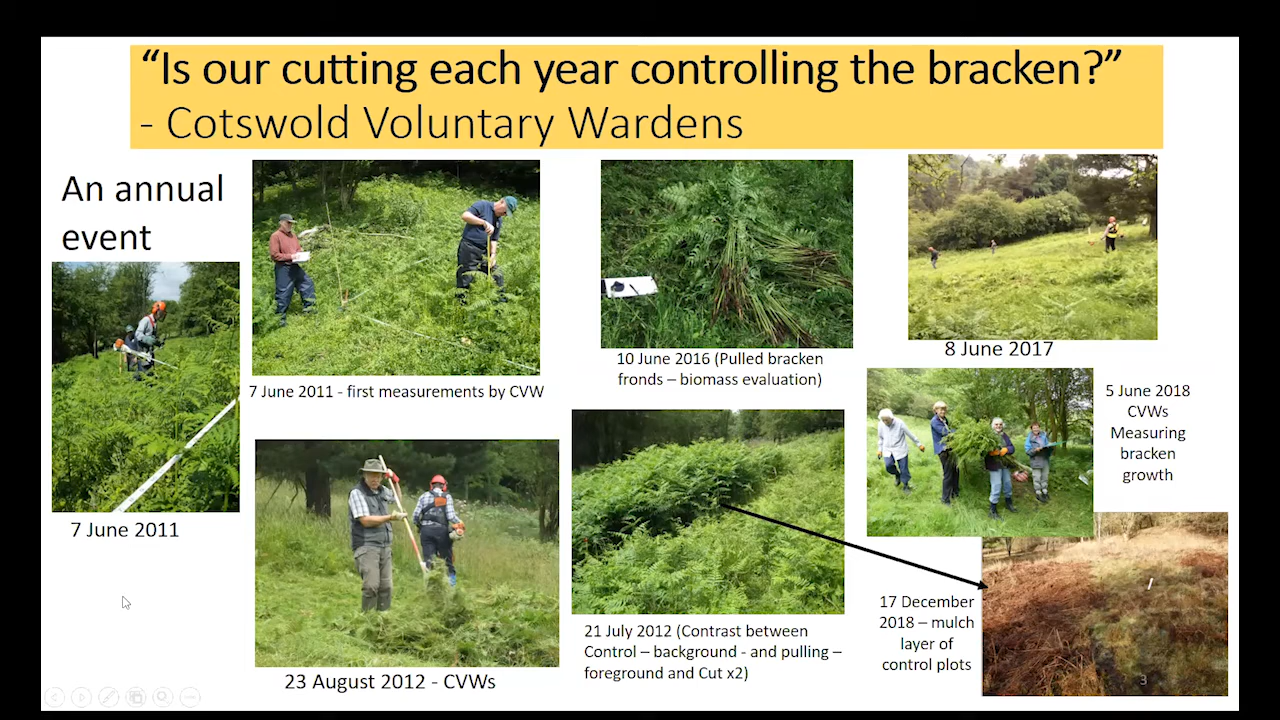 “Is our cutting each year controlling the bracken?”
- Cotswold Voluntary Wardens
An annual
event
7 June 2011
7 June 2011 - first measurements by CVW
23 August 2012 - CVWs
10 June 2016 (Pulled bracken
fronds – biomass evaluation)
21 July 2012 (Contrast between
Control – background - and pulling –
foreground and Cut x2)
8 June 2017
5 June 2018
CVWs
Measuring
bracken
growth
17 December
2018 – mulch
layer of
control plots
3